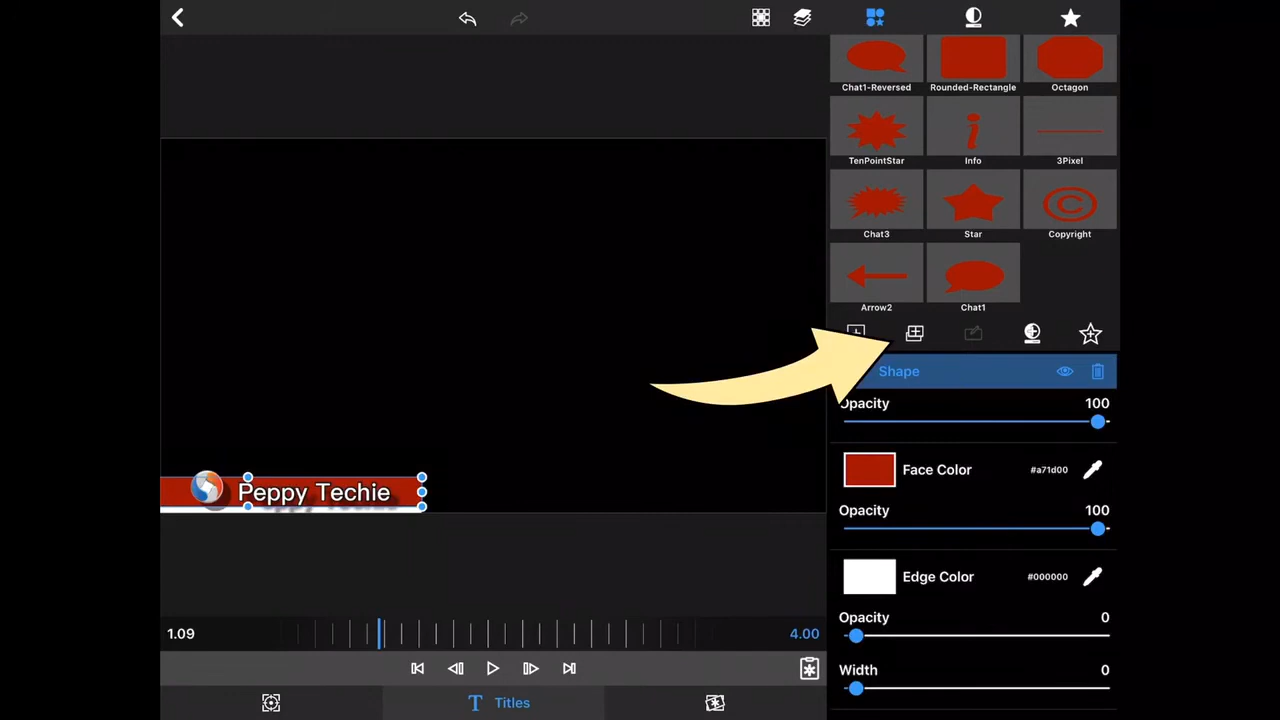 Chat1-Reversed
Rounded-Rectangle
Octagon
TenPointStar
Info
3Pixel
Chat3
Star
Copyright
Arrow2
Chat1
Shape
Opacity 100
Face Color #a71d00
Opacity 100
Edge Color #000000
Opacity 0
Width 0
Peppy Techie
1.09
4.00
Titles